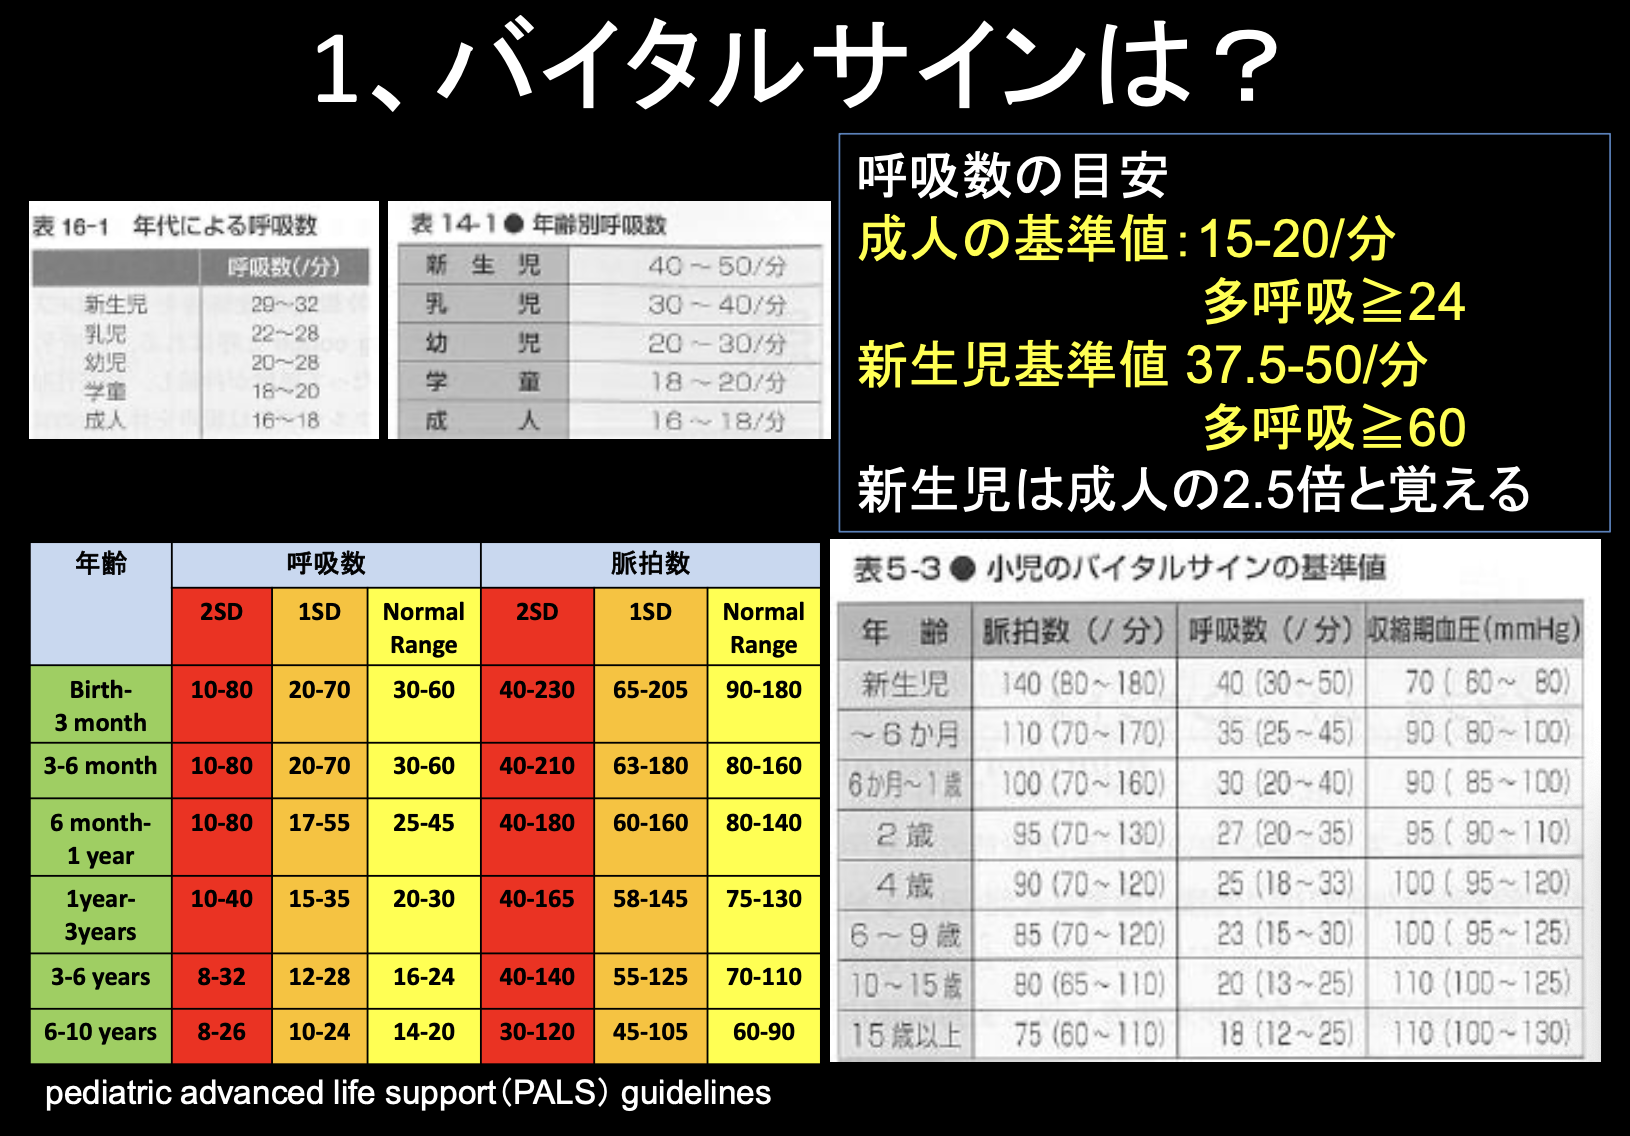 1、バイタルサインは？
表 16-1 年代による呼吸数
呼吸数(/分)
新生児 29～32
乳児 22～28
幼児 20～28
学童 18～20
成人 16～18
表 14-1● 年齢別呼吸数
新生児 40～50/分
乳児 30～40/分
幼児 20～30/分
学童 18～20/分
成人 16～18/分
呼吸数の目安
成人の基準値：15-20/分
多呼吸≧24
新生児基準値 37.5-50/分
多呼吸≧60
新生児は成人の2.5倍と覚える
年齢 呼吸数 脈拍数
2SD 1SD Normal Range 2SD 1SD Normal Range
Birth-3 month 10-80 20-70 30-60 40-230 65-205 90-180
3-6 month 10-80 20-70 30-60 40-210 63-180 80-160
6 month-1 year 10-80 17-55 25-45 40-180 60-160 80-140
1year-3years 10-40 15-35 20-30 40-165 58-145 75-130
3-6 years 8-32 12-28 16-24 40-140 55-125 70-110
6-10 years 8-26 10-24 14-20 30-120 45-105 60-90
pediatric advanced life support（PALS） guidelines
表5-3● 小児のバイタルサインの基準値
年齢 脈拍数（/分） 呼吸数（/分） 収縮期血圧(mmHg)
新生児 140 (80～180) 40 (30～50) 70 ( 60～ 80)
～6か月 110 (70～170) 35 (25～45) 90 ( 80～100)
6か月～1歳 100 (70～160) 30 (20～40) 90 ( 85～100)
2歳 95 (70～130) 27 (20～35) 95 ( 90～110)
4歳 90 (70～120) 25 (18～33) 100 ( 95～120)
6～9歳 85 (70～120) 23 (15～30) 100 ( 95～125)
10～15歳 80 (65～110) 20 (13～25) 110 (100～125)
15歳以上 75 (60～110) 18 (12～25) 110 (100～130)